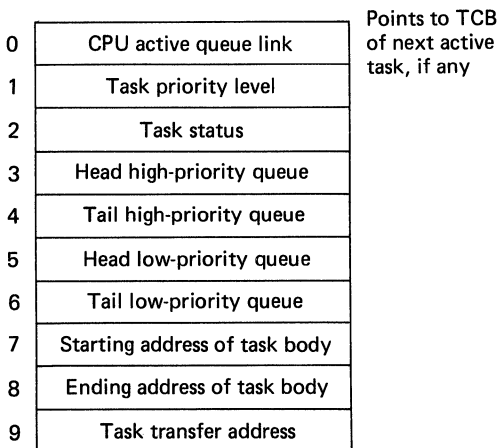 Points to TCB
of next active
task, if any
0 CPU active queue link
1 Task priority level
2 Task status
3 Head high-priority queue
4 Tail high-priority queue
5 Head low-priority queue
6 Tail low-priority queue
7 Starting address of task body
8 Ending address of task body
9 Task transfer address